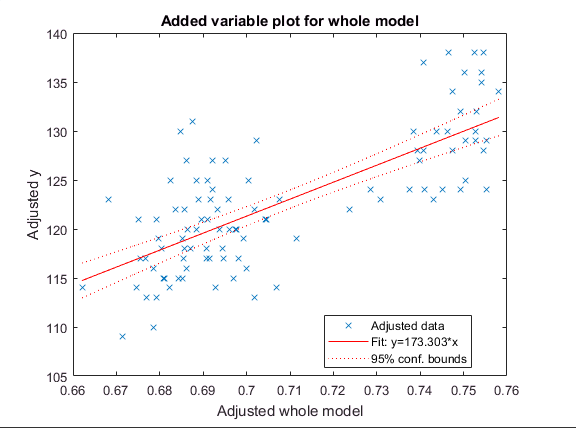 Added variable plot for whole model
140
135
130
125
120
115
110
105
Adjusted y
Adjusted data
Fit: y=173.303*x
95% conf. bounds
0.66 0.67 0.68 0.69 0.7 0.71 0.72 0.73 0.74 0.75 0.76
Adjusted whole model